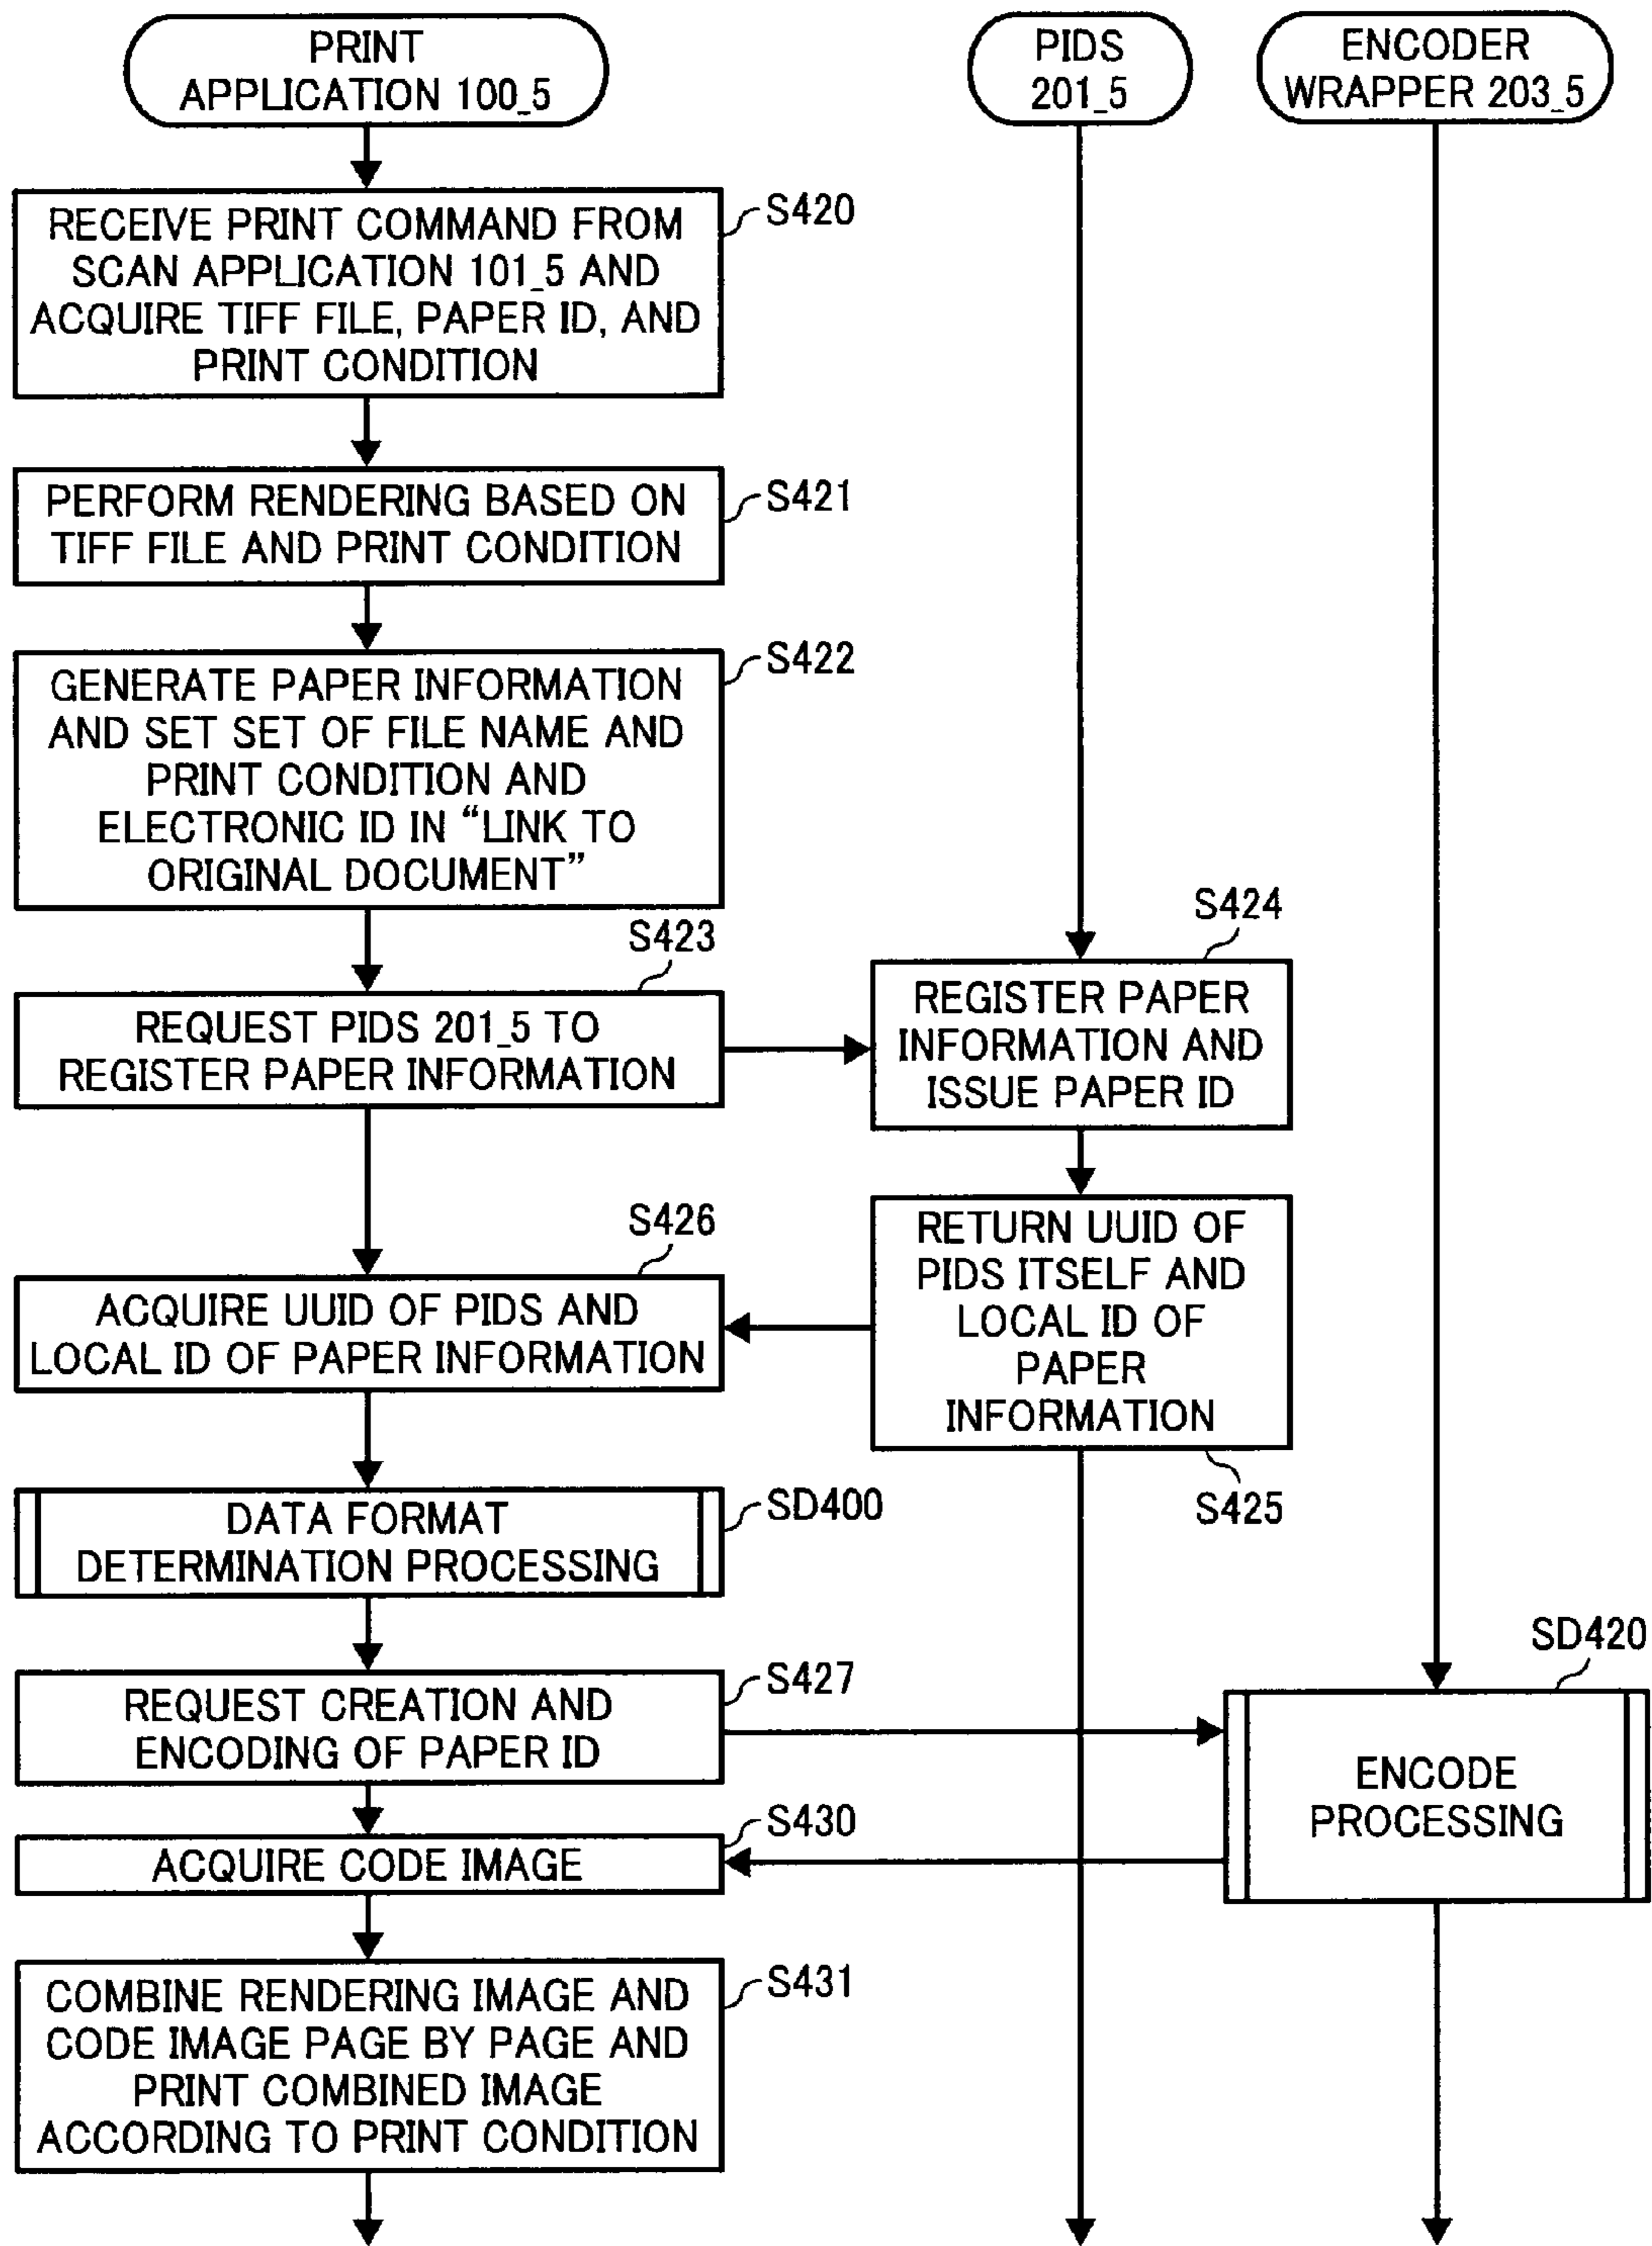 PRINT
APPLICATION 100_5
PIDS
201_5
ENCODER
WRAPPER 203_5
RECEIVE PRINT COMMAND FROM
SCAN APPLICATION 101_5 AND
ACQUIRE TIFF FILE, PAPER ID, AND
PRINT CONDITION
S420
PERFORM RENDERING BASED ON
TIFF FILE AND PRINT CONDITION
S421
GENERATE PAPER INFORMATION
AND SET SET OF FILE NAME AND
PRINT CONDITION AND
ELECTRONIC ID IN “LINK TO
ORIGINAL DOCUMENT”
S422
S423
REQUEST PIDS 201_5 TO
REGISTER PAPER INFORMATION
S424
REGISTER PAPER
INFORMATION AND
ISSUE PAPER ID
RETURN UUID OF
PIDS ITSELF AND
LOCAL ID OF
PAPER
INFORMATION
S425
S426
ACQUIRE UUID OF PIDS AND
LOCAL ID OF PAPER INFORMATION
DATA FORMAT
DETERMINATION PROCESSING
SD400
REQUEST CREATION AND
ENCODING OF PAPER ID
S427
SD420
ENCODE
PROCESSING
ACQUIRE CODE IMAGE
S430
COMBINE RENDERING IMAGE AND
CODE IMAGE PAGE BY PAGE AND
PRINT COMBINED IMAGE
ACCORDING TO PRINT CONDITION
S431